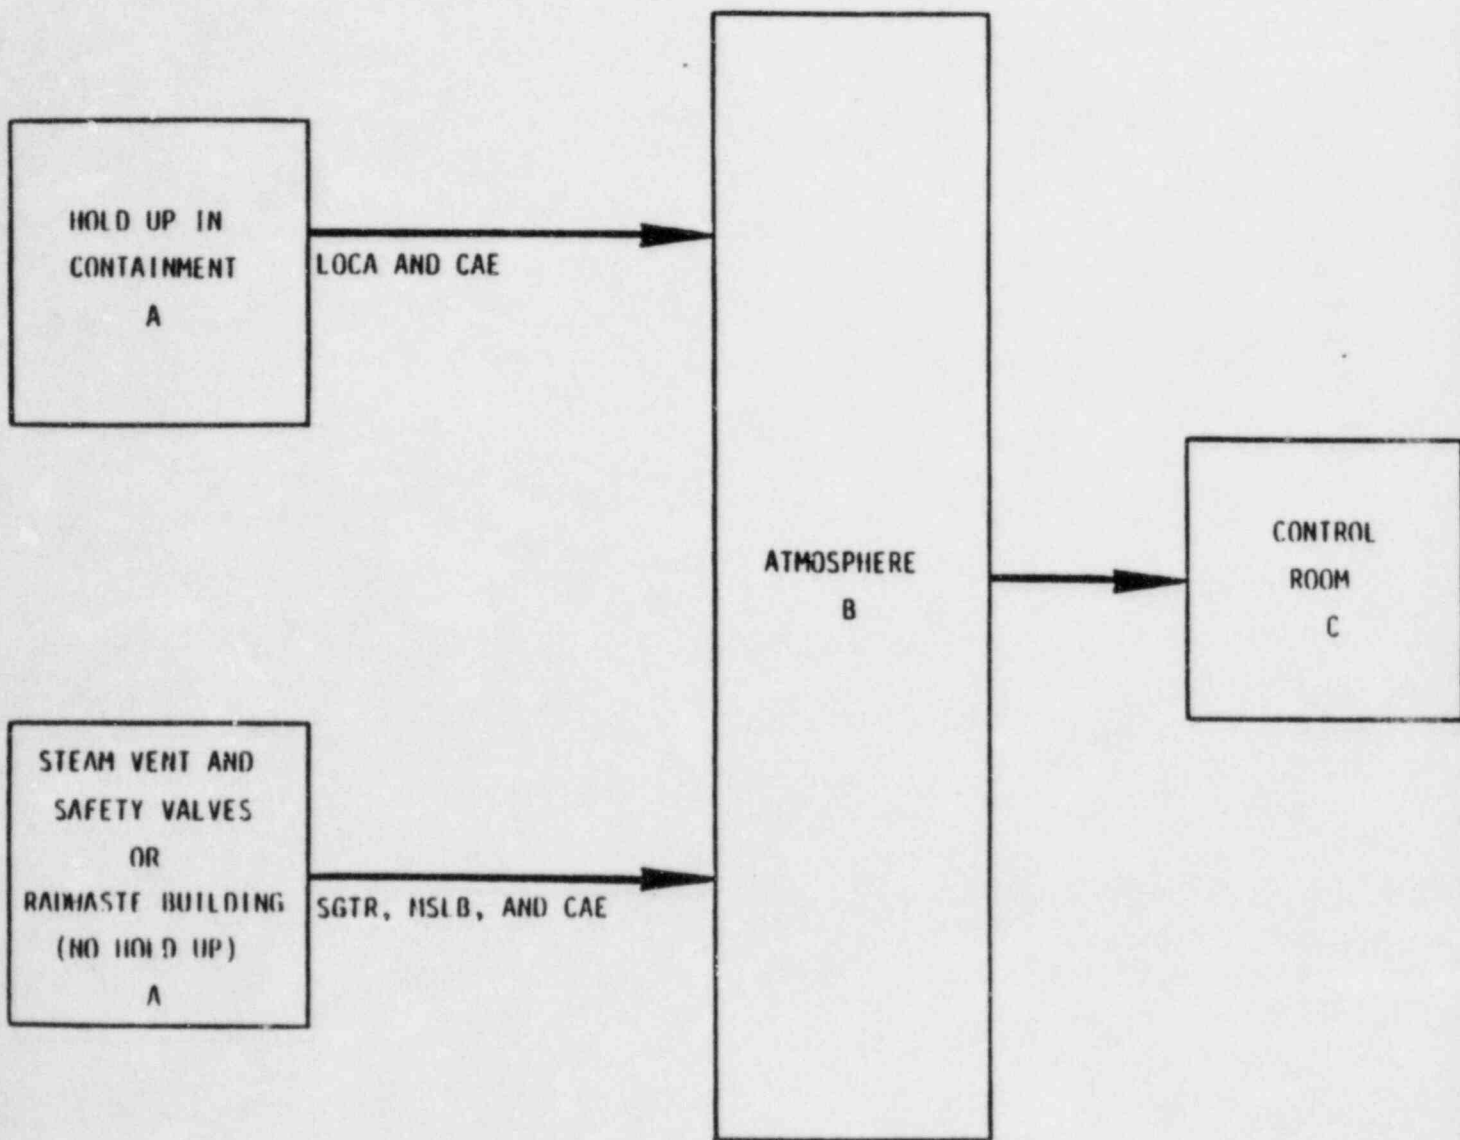 HOLD UP IN
CONTAINMENT
A
LOCA AND CAE
STEAM VENT AND
SAFETY VALVES
OR
RADWASTE BUILDING
(NO HOLD UP)
A
SGTR, MSLB, AND CAE
ATMOSPHERE
B
CONTROL
ROOM
C